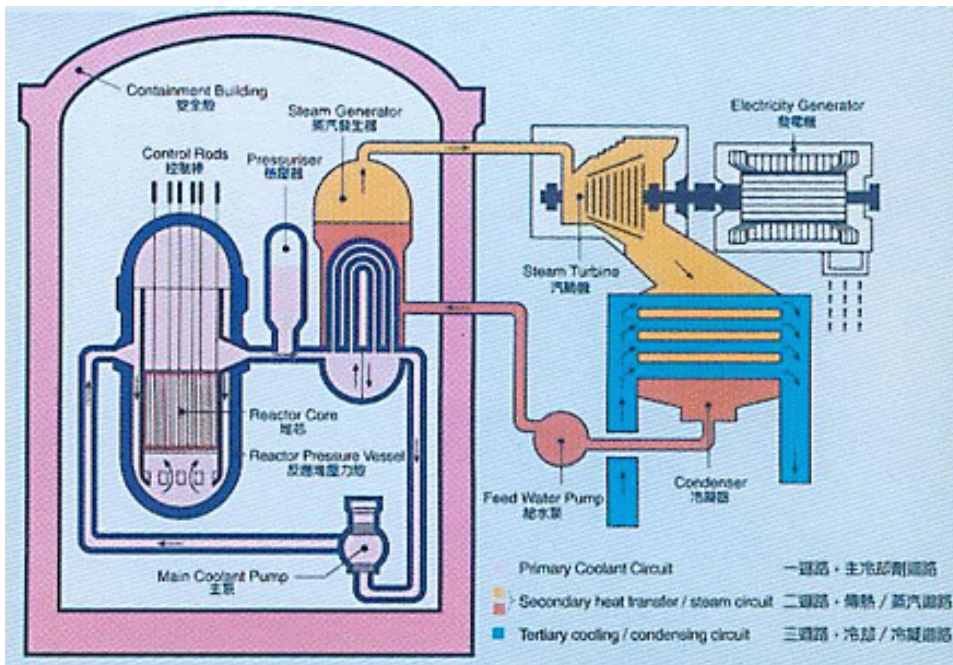 Containment Building
安全殼
Steam Generator
蒸汽發生器
Electricity Generator
發電機
Control Rods
控制棒
Pressuriser
穩壓器
Steam Turbine
汽輪機
Reactor Core
堆芯
Reactor Pressure Vessel
反應堆壓力殼
Feed Water Pump
給水泵
Condenser
冷凝器
Main Coolant Pump
主泵
Primary Coolant Circuit 一迴路，主冷却劑迴路
Secondary heat transfer / steam circuit 二迴路，傳熱 / 蒸汽迴路
Tertiary cooling / condensing circuit 三迴路，冷却 / 冷凝迴路